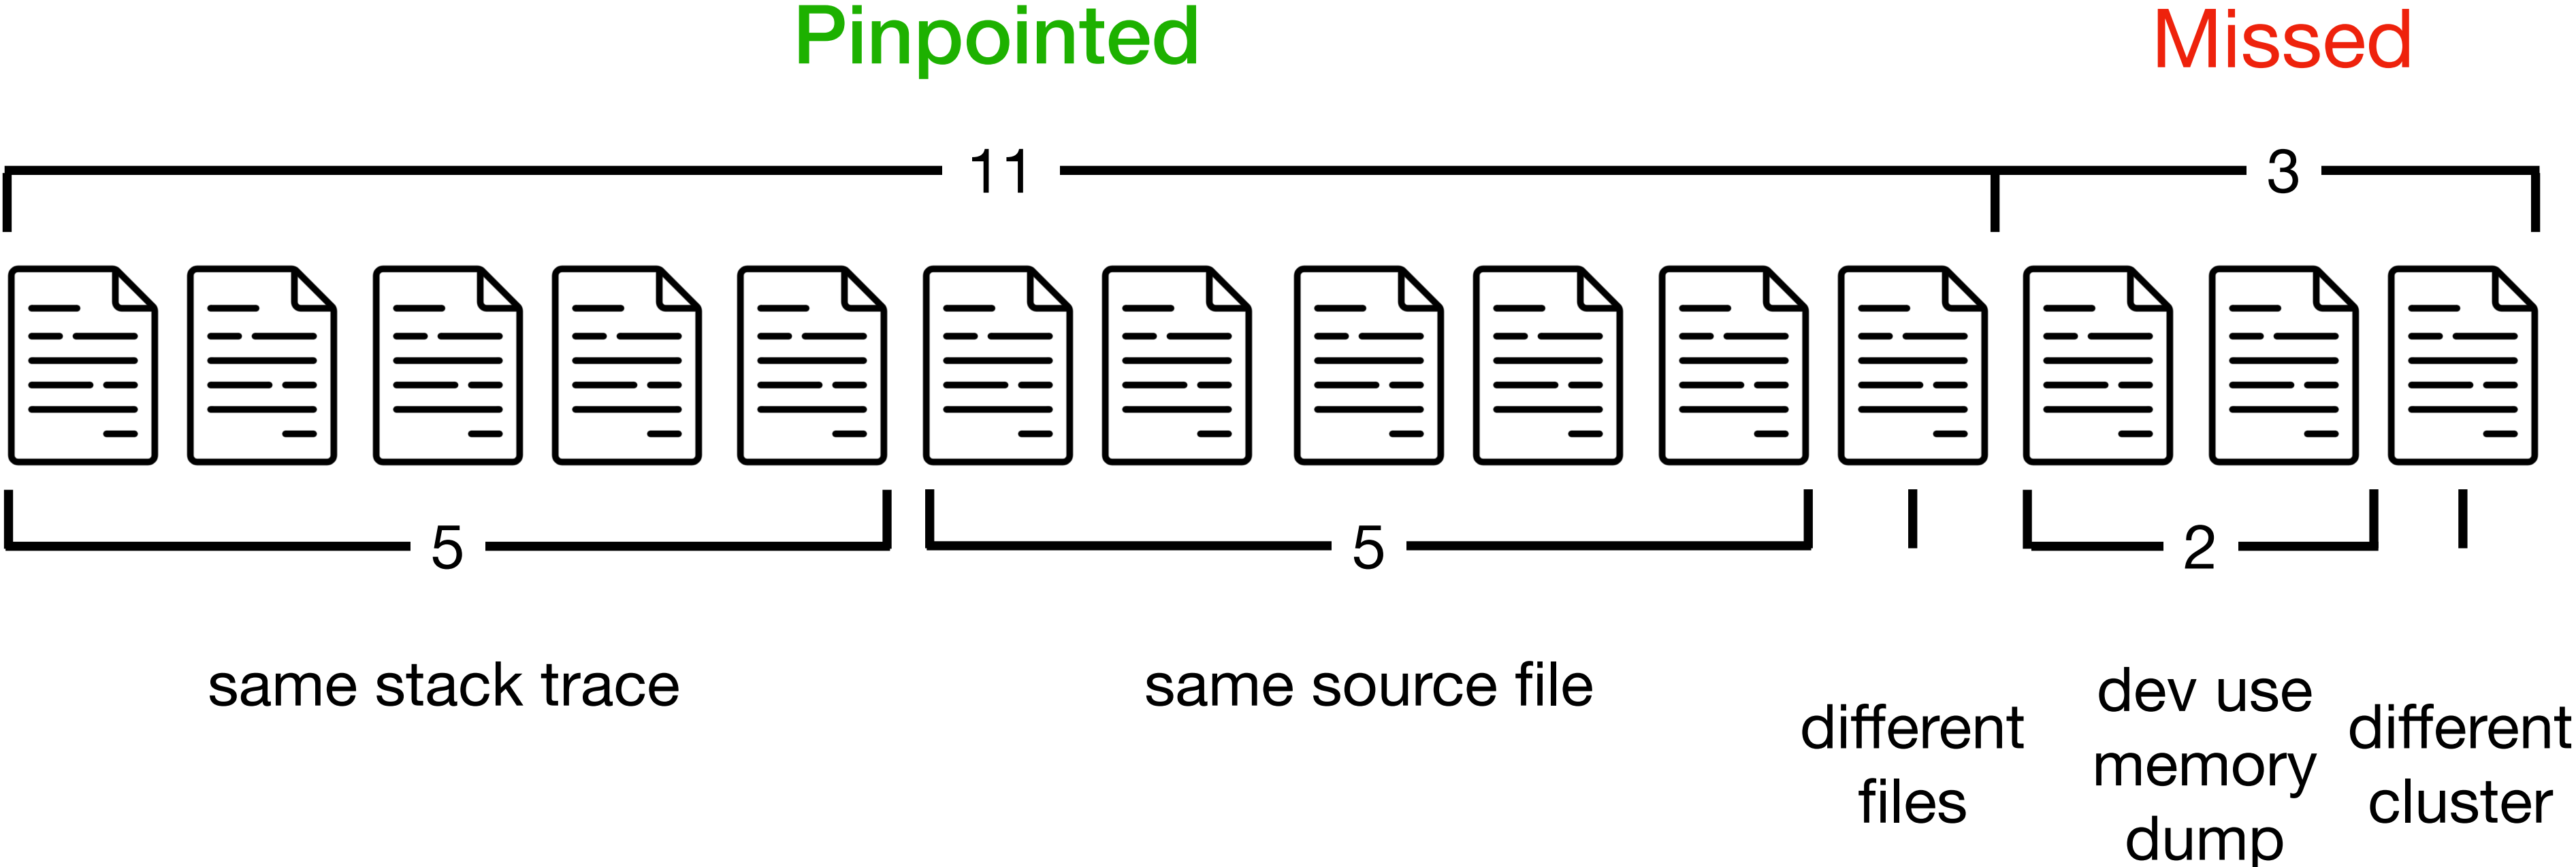 Pinpointed
Missed
11
3
5
5
2
same stack trace
same source file
different
files
dev use
memory
dump
different
cluster